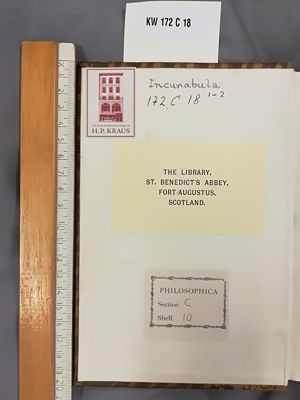 KW 172 C 18
Incunabula
172 C 18 1-2
H. P. KRAUS
THE LIBRARY,
ST. BENEDICT'S ABBEY,
FORT-AUGUSTUS,
SCOTLAND.
PHILOSOPHICA
Section C
Shelf 10